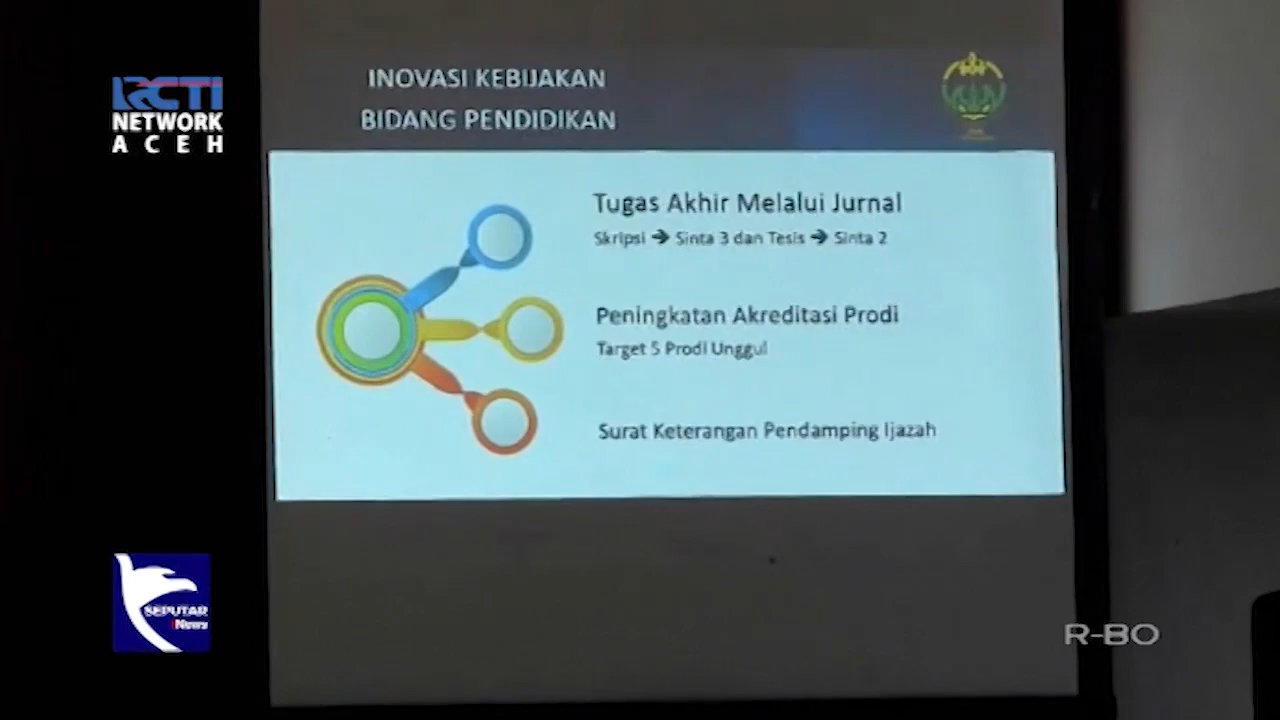 RCTI
NETWORK
ACEH
INOVASI KEBIJAKAN
BIDANG PENDIDIKAN
Tugas Akhir Melalui Jurnal
Skripsi → Sinta 3 dan Tesis → Sinta 2
Peningkatan Akreditasi Prodi
Target 5 Prodi Unggul
Surat Keterangan Pendamping Ijazah
SEPUTAR
iNews
R-BO